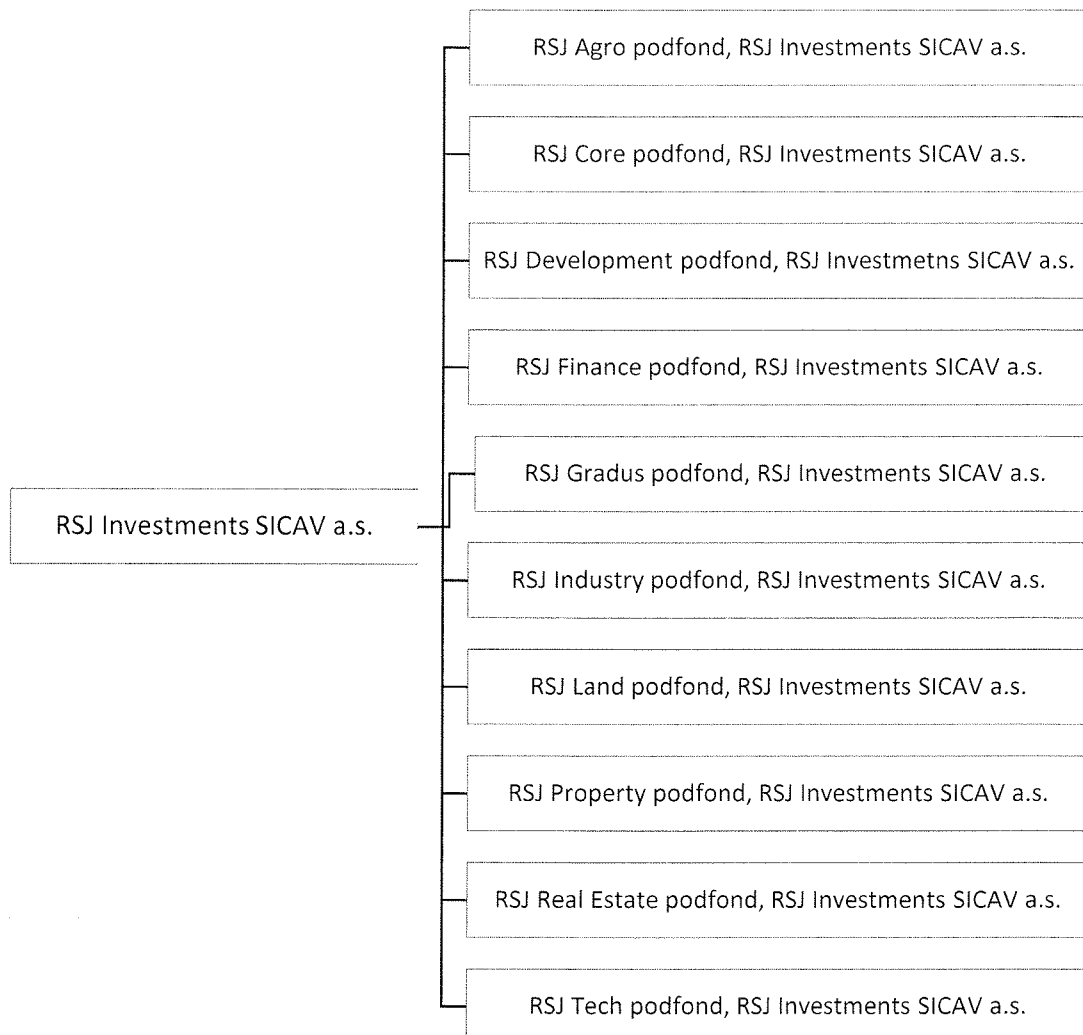 RSJ Agro podfond, RSJ Investments SICAV a.s.
RSJ Core podfond, RSJ Investments SICAV a.s.
RSJ Development podfond, RSJ Investmetns SICAV a.s.
RSJ Finance podfond, RSJ Investments SICAV a.s.
RSJ Gradus podfond, RSJ Investments SICAV a.s.
RSJ Investments SICAV a.s.
RSJ Industry podfond, RSJ Investments SICAV a.s.
RSJ Land podfond, RSJ Investments SICAV a.s.
RSJ Property podfond, RSJ Investments SICAV a.s.
RSJ Real Estate podfond, RSJ Investments SICAV a.s.
RSJ Tech podfond, RSJ Investments SICAV a.s.